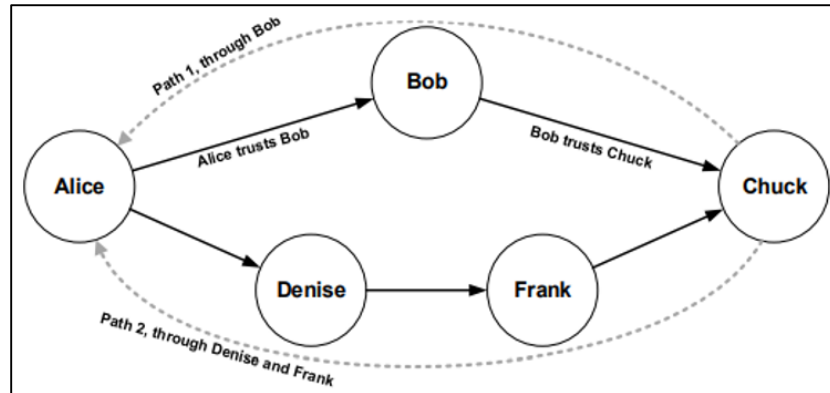 Path 1, through Bob
Bob
Alice trusts Bob
Bob trusts Chuck
Alice
Chuck
Denise
Frank
Path 2, through Denise and Frank